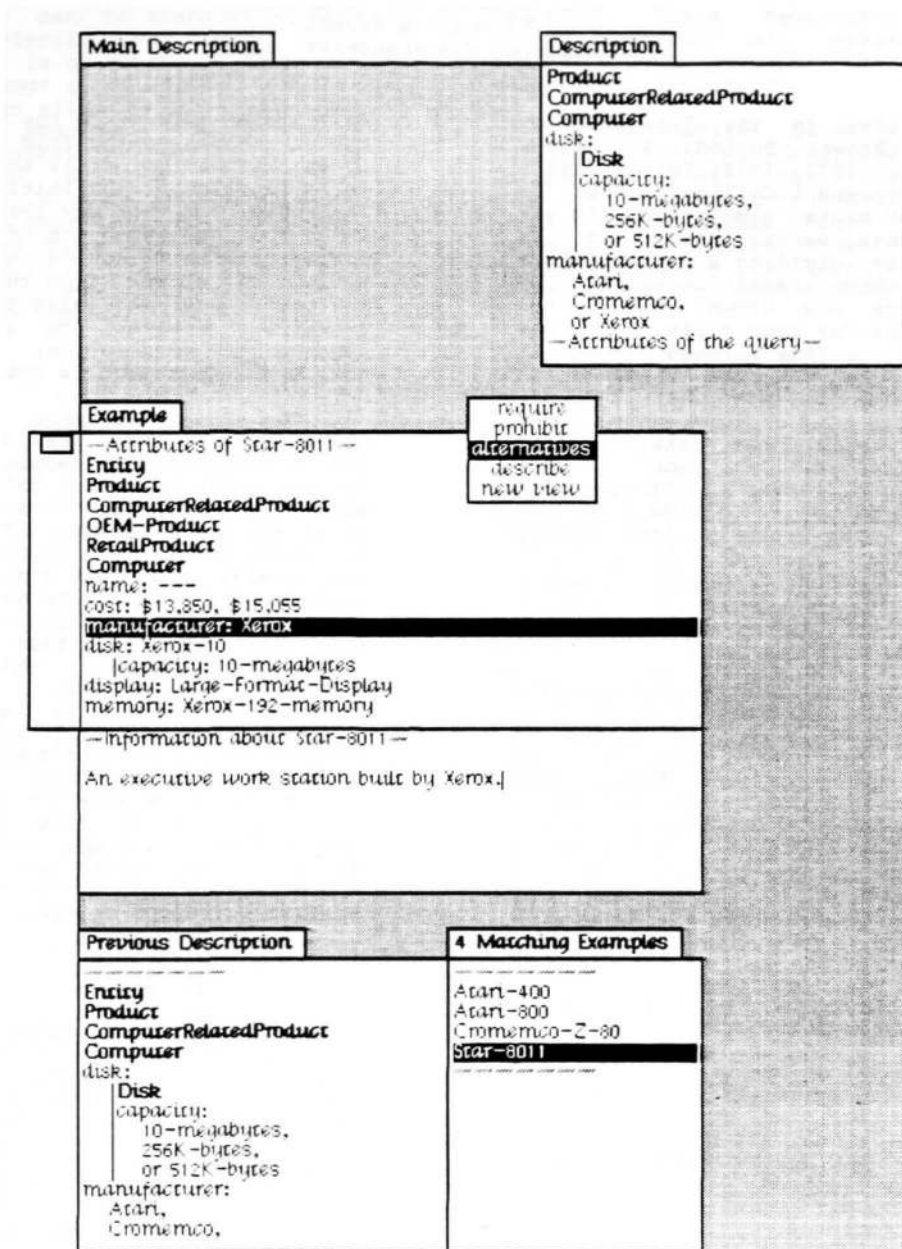 Main Description
Description
Product
ComputerRelatedProduct
Computer
disk:
Disk
capacity:
10-megabytes,
256K-bytes,
or 512K-bytes
manufacturer:
Atari,
Cromemco,
or Xerox
—Attributes of the query—
Example
require
prohibit
alternatives
describe
new view
—Attributes of Star-8011—
Entity
Product
ComputerRelatedProduct
OEM-Product
RetailProduct
Computer
name: ---
cost: $13,850, $15,055
manufacturer: Xerox
disk: Xerox-10
capacity: 10-megabytes
display: Large-Format-Display
memory: Xerox-192-memory
—Information about Star-8011—
An executive work station built by Xerox.
Previous Description
Entity
Product
ComputerRelatedProduct
Computer
disk:
Disk
capacity:
10-megabytes,
256K-bytes,
or 512K-bytes
manufacturer:
Atari,
Cromemco,
4 Matching Examples
Atari-400
Atari-800
Cromemco-Z-80
Star-8011